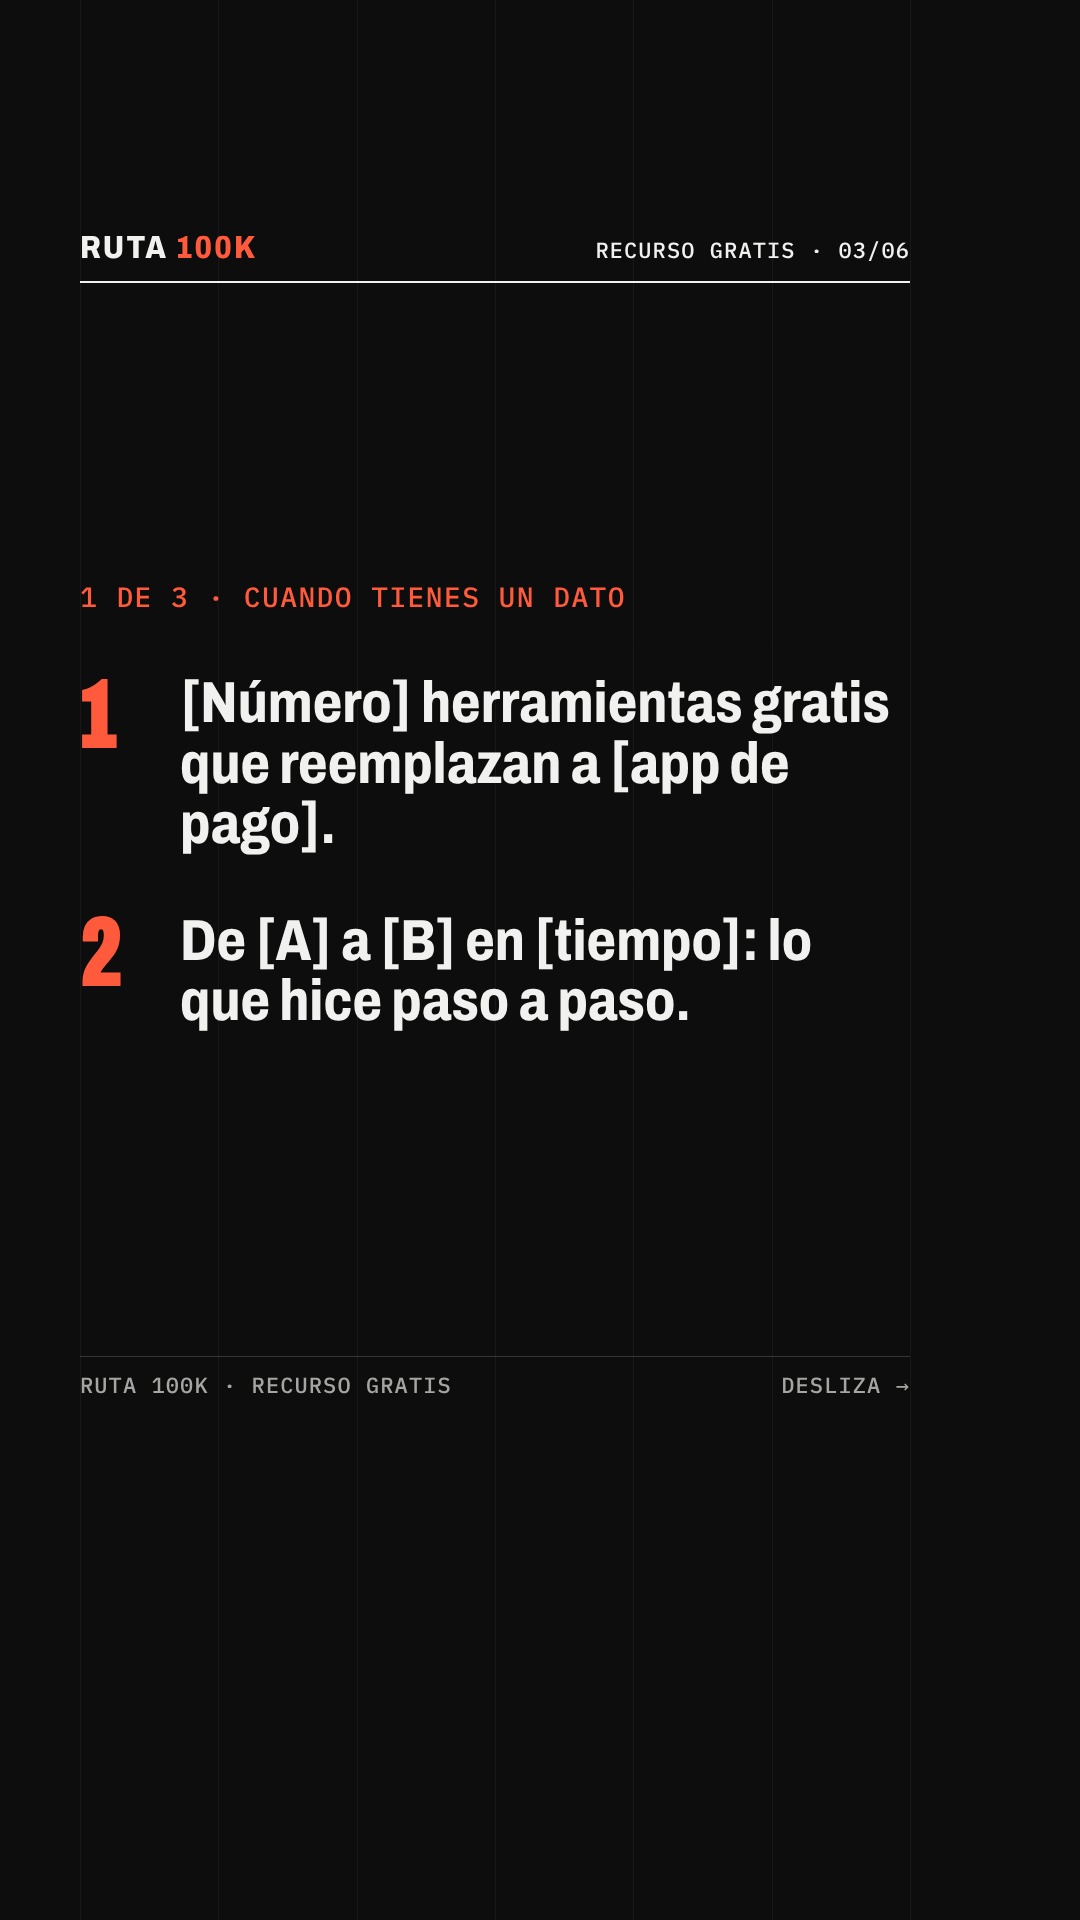 RUTA 100K
RECURSO GRATIS · 03/06
1 DE 3 · CUANDO TIENES UN DATO
1
[Número] herramientas gratis
que reemplazan a [app de
pago].
2
De [A] a [B] en [tiempo]: lo
que hice paso a paso.
RUTA 100K · RECURSO GRATIS
DESLIZA →